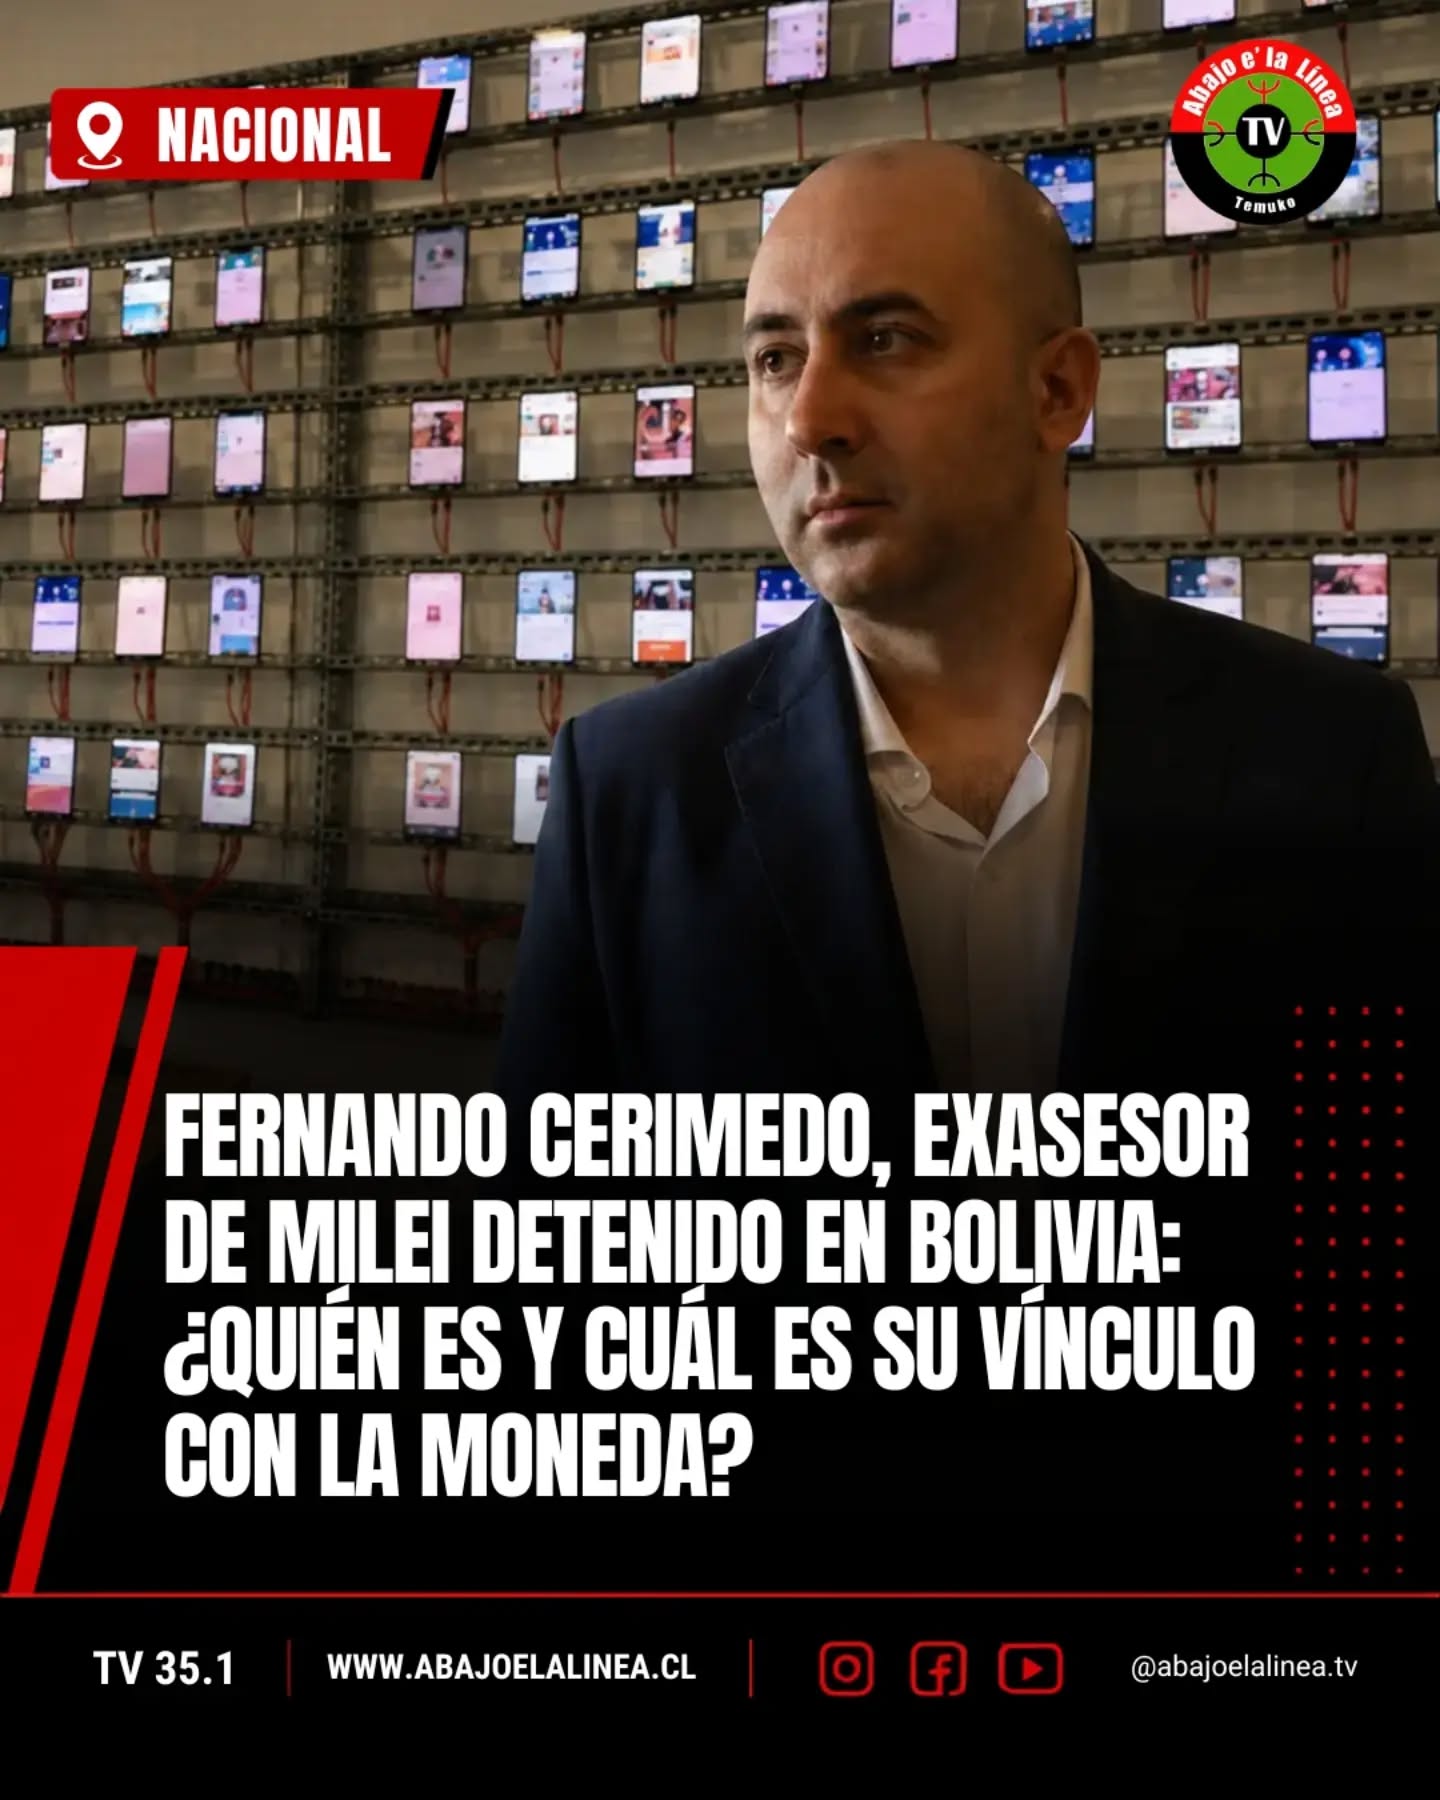 NACIONAL
Abajo e' la Línea
TV
Temuko
FERNANDO CERIMEDO, EXASESOR
DE MILEI DETENIDO EN BOLIVIA:
¿QUIÉN ES Y CUÁL ES SU VÍNCULO
CON LA MONEDA?
TV 35.1
WWW.ABAJOELALINEA.CL
@abajoelalinea.tv